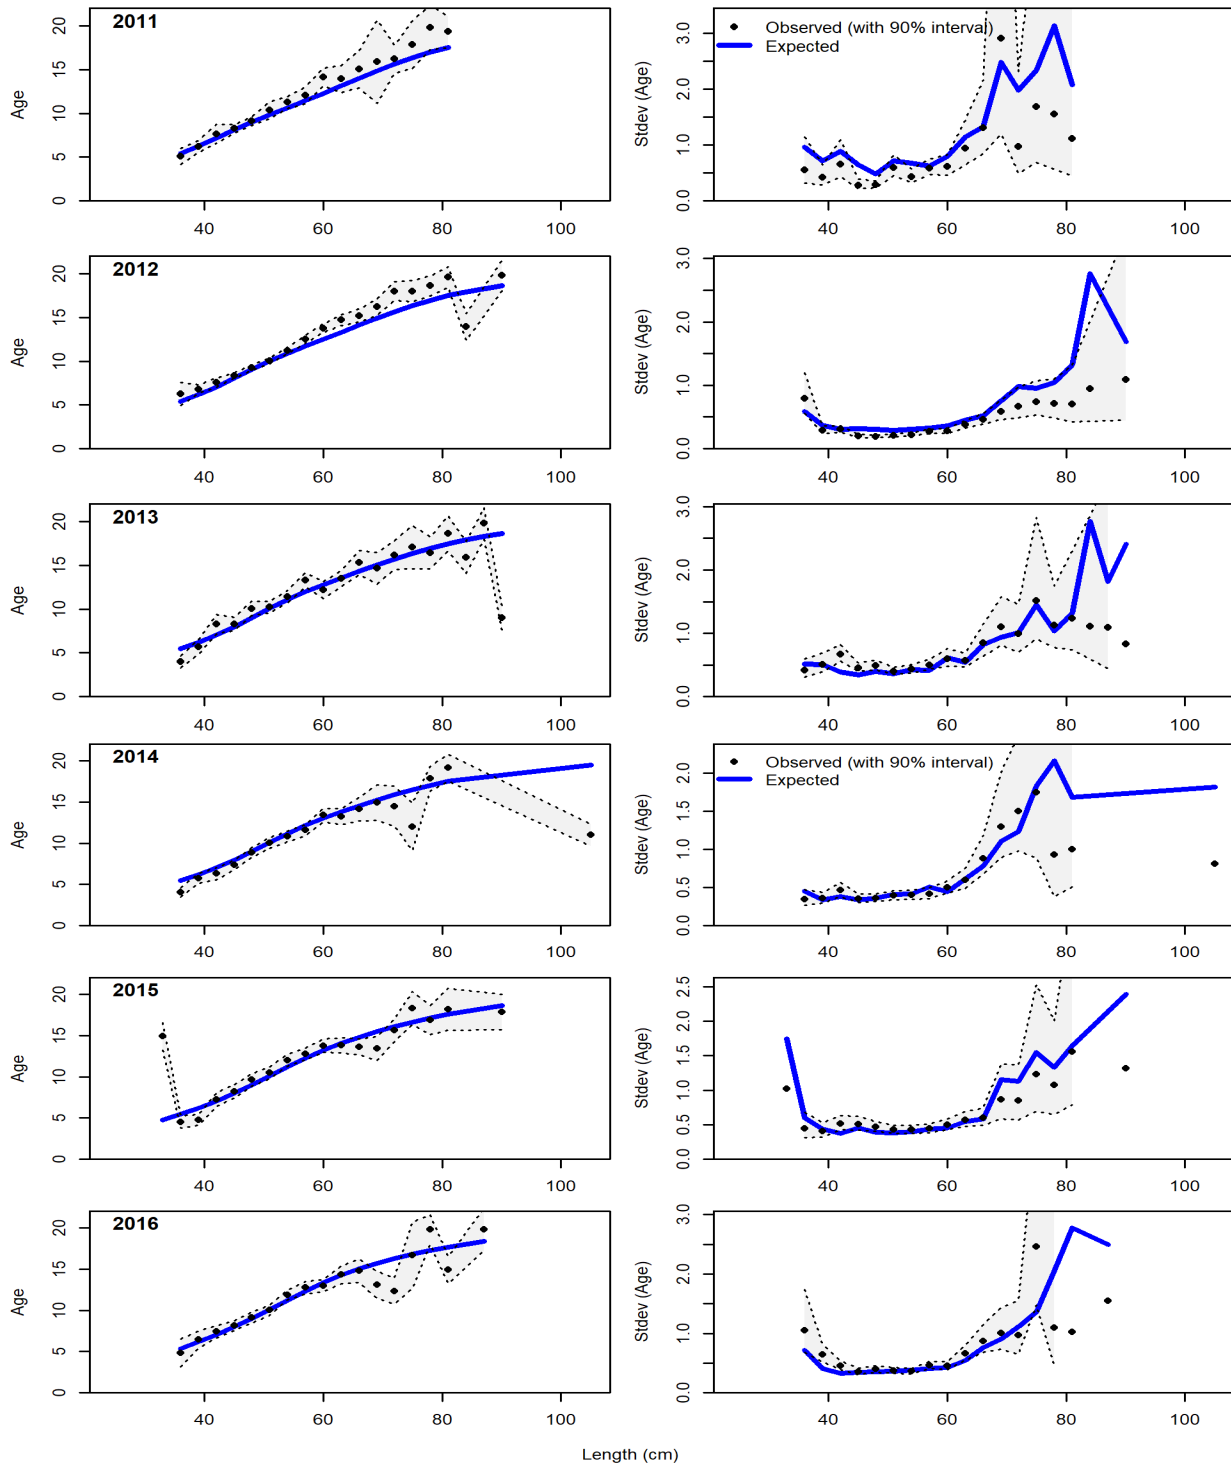 2011
Age
0 5 10 15 20
40 60 80 100
Observed (with 90% interval)
Expected
Stdev (Age)
0.0 1.0 2.0 3.0
40 60 80 100
2012
Age
0 5 10 15 20
40 60 80 100
Stdev (Age)
0.0 1.0 2.0 3.0
40 60 80 100
2013
Age
0 5 10 15 20
40 60 80 100
Stdev (Age)
0.0 1.0 2.0 3.0
40 60 80 100
2014
Age
0 5 10 15 20
40 60 80 100
Observed (with 90% interval)
Expected
Stdev (Age)
0.0 0.5 1.0 1.5 2.0
40 60 80 100
2015
Age
0 5 10 15 20
40 60 80 100
Stdev (Age)
0.0 0.5 1.0 1.5 2.0 2.5
40 60 80 100
2016
Age
0 5 10 15 20
40 60 80 100
Stdev (Age)
0.0 1.0 2.0 3.0
40 60 80 100
Length (cm)